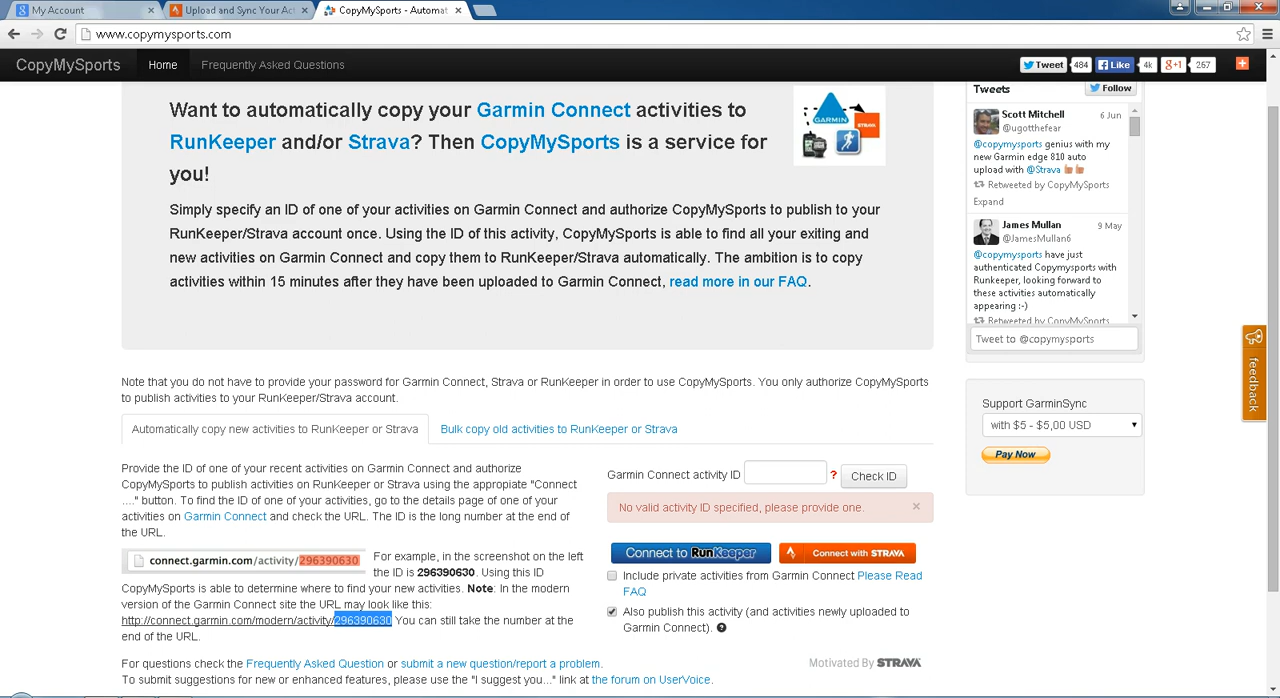 My Account
Upload and Sync Your Act
CopyMySports - Automat
www.copymysports.com
CopyMySports
Home
Frequently Asked Questions
Tweet 484
Like 4k
g+1 267
Want to automatically copy your Garmin Connect activities to
RunKeeper and/or Strava? Then CopyMySports is a service for
you!
GARMIN
STRAVA
Simply specify an ID of one of your activities on Garmin Connect and authorize CopyMySports to publish to your
RunKeeper/Strava account once. Using the ID of this activity, CopyMySports is able to find all your exiting and
new activities on Garmin Connect and copy them to RunKeeper/Strava automatically. The ambition is to copy
activities within 15 minutes after they have been uploaded to Garmin Connect, read more in our FAQ.
Tweets
Follow
Scott Mitchell 6 Jun
@ugotthefear
@copymysports genius with my
new Garmin edge 810 auto
upload with @Strava
Retweeted by CopyMySports
Expand
James Mullan 9 May
@JamesMullan6
@copymysports have just
authenticated Copymysports with
Runkeeper, looking forward to
these activities automatically
appearing :-)
Retweeted by CopyMySports
Tweet to @copymysports
feedback
Note that you do not have to provide your password for Garmin Connect, Strava or RunKeeper in order to use CopyMySports. You only authorize CopyMySports
to publish activities to your RunKeeper/Strava account.
Support GarminSync
with $5 - $5,00 USD
Pay Now
Automatically copy new activities to RunKeeper or Strava
Bulk copy old activities to RunKeeper or Strava
Provide the ID of one of your recent activities on Garmin Connect and authorize
CopyMySports to publish activities on RunKeeper or Strava using the appropiate "Connect
...." button. To find the ID of one of your activities, go to the details page of one of your
activities on Garmin Connect and check the URL. The ID is the long number at the end of
the URL.
connect.garmin.com/activity/296390630
For example, in the screenshot on the left
the ID is 296390630. Using this ID
CopyMySports is able to determine where to find your new activities. Note: In the modern
version of the Garmin Connect site the URL may look like this:
http://connect.garmin.com/modern/activity/296390630 You can still take the number at the
end of the URL.
Garmin Connect activity ID
?
Check ID
No valid activity ID specified, please provide one. ×
Connect to RunKeeper
Connect with STRAVA
Include private activities from Garmin Connect Please Read
FAQ
Also publish this activity (and activities newly uploaded to
Garmin Connect). ?
Motivated By STRAVA
For questions check the Frequently Asked Question or submit a new question/report a problem.
To submit suggestions for new or enhanced features, please use the "I suggest you..." link at the forum on UserVoice.